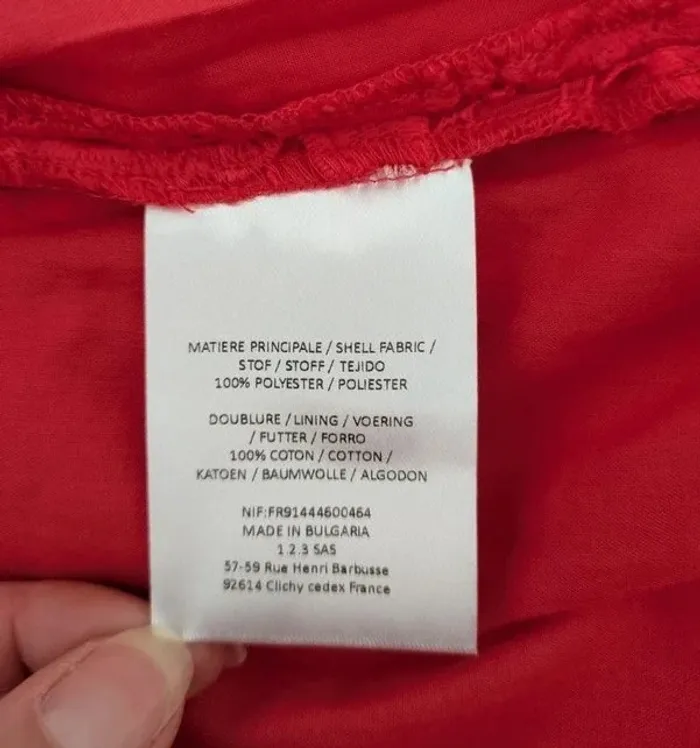 MATIERE PRINCIPALE / SHELL FABRIC /
STOF / STOFF / TEJIDO
100% POLYESTER / POLIESTER
DOUBLURE / LINING / VOERING
/ FUTTER / FORRO
100% COTON / COTTON /
KATOEN / BAUMWOLLE / ALGODON
NIF:FR91444600464
MADE IN BULGARIA
1.2.3 SAS
57-59 Rue Henri Barbusse
92614 Clichy cedex France